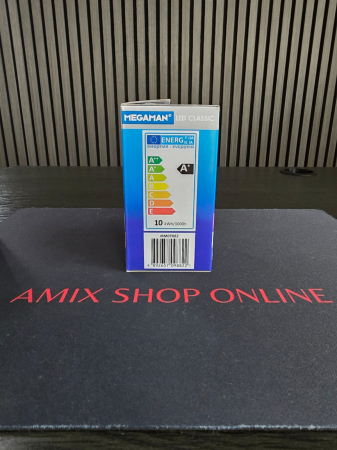 MEGAMAN® LED CLASSIC
ENERG
A++
A+
A
B
C
D
E
A+
10 kWh/1000h
AMIX SHOP ONLINE